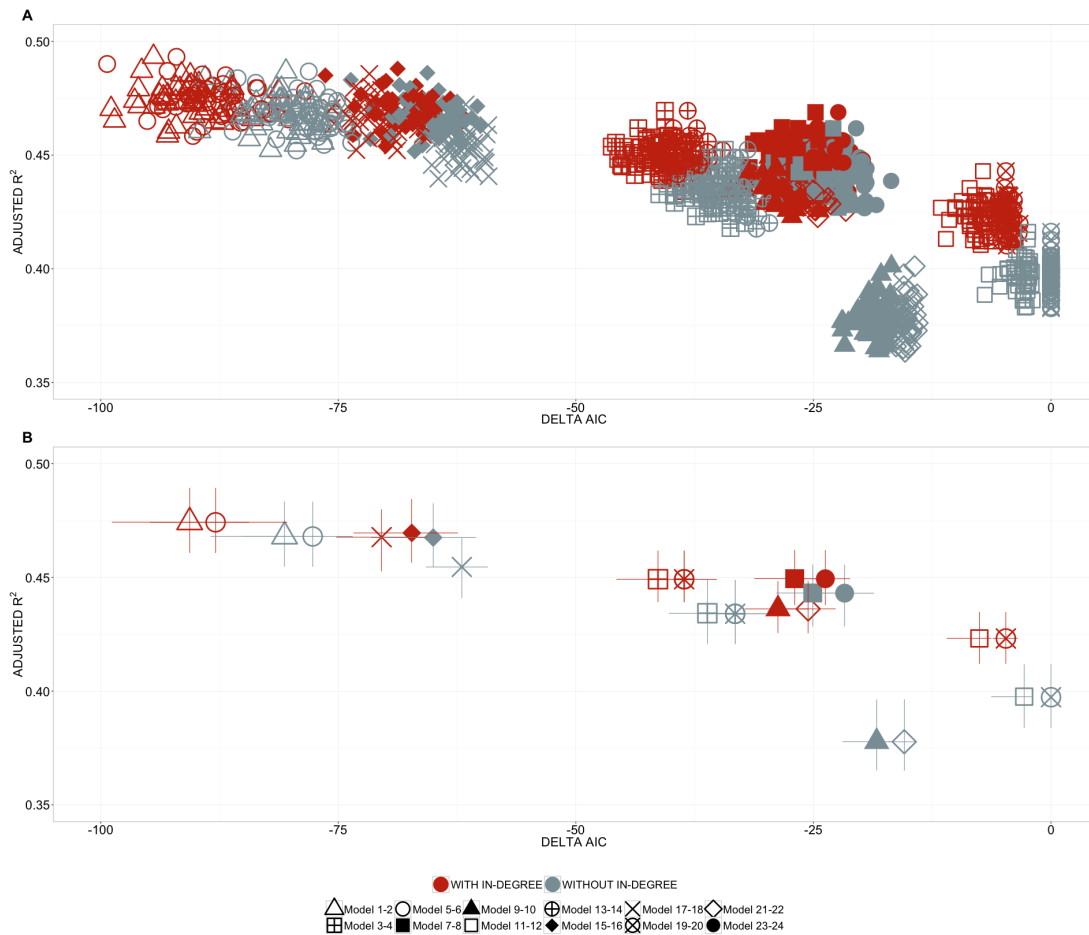 A
0.50
0.45
0.40
0.35
ADJUSTED R²
-100
-75
-50
-25
0
DELTA AIC
B
0.50
0.45
0.40
0.35
ADJUSTED R²
-100
-75
-50
-25
0
DELTA AIC
WITH IN-DEGREE WITHOUT IN-DEGREE
Model 1-2 Model 5-6 Model 9-10 Model 13-14 Model 17-18 Model 21-22
Model 3-4 Model 7-8 Model 11-12 Model 15-16 Model 19-20 Model 23-24